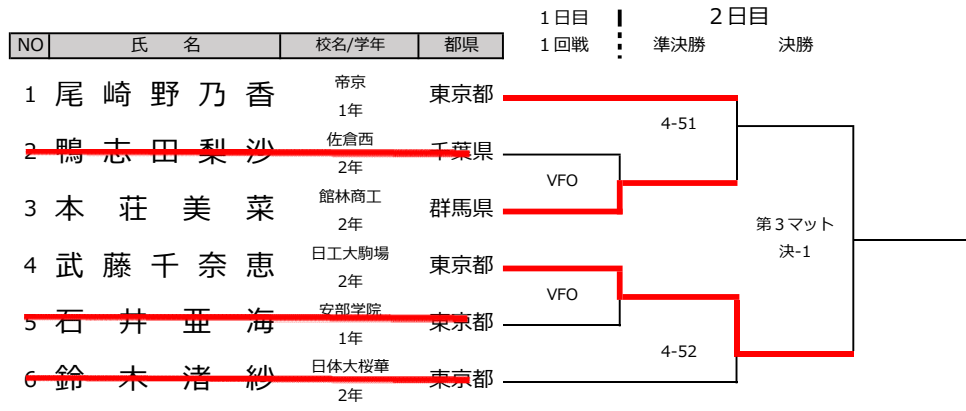 1日目 2日目
NO 氏 名 校名/学年 都県 1回戦 準決勝 決勝
1 尾崎野乃香 帝京 1年 東京都
4-51
2 鴨志田梨沙 佐倉西 2年 千葉県
VFO
3 本荘美菜 館林商工 2年 群馬県
第3マット
決-1
4 武藤千奈恵 日工大駒場 2年 東京都
VFO
5 石井亜海 安部学院 1年 東京都
4-52
6 鈴木渚紗 日体大桜華 2年 東京都